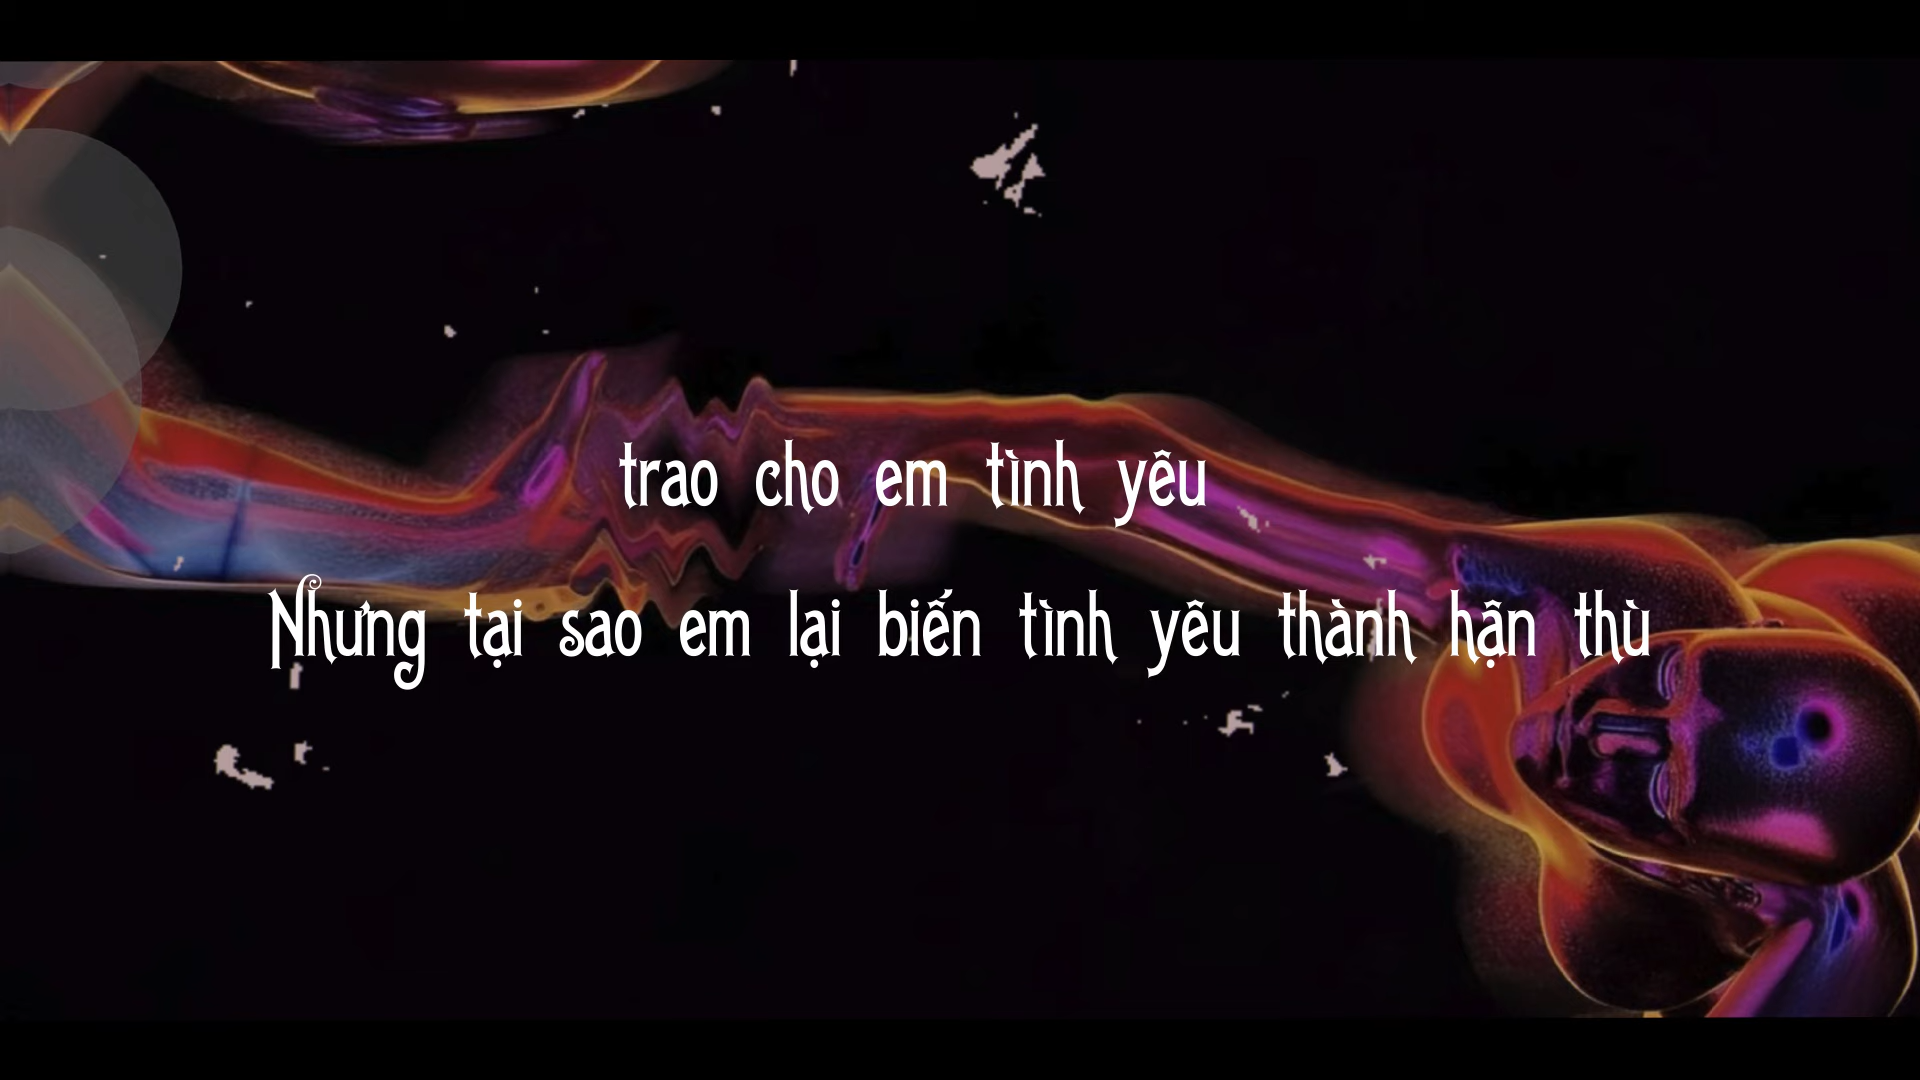 trao cho em tình yêu
Nhưng tại sao em lại biến tình yêu thành hận thù